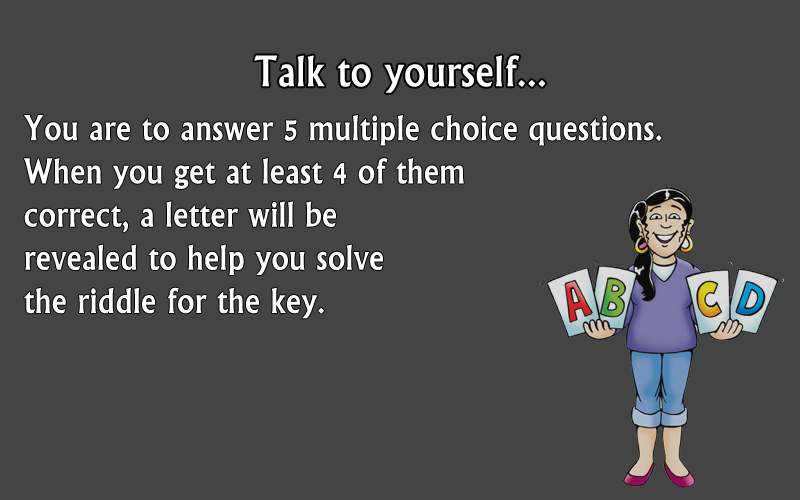 Talk to yourself...
You are to answer 5 multiple choice questions.
When you get at least 4 of them
correct, a letter will be
revealed to help you solve
the riddle for the key.
A B C D